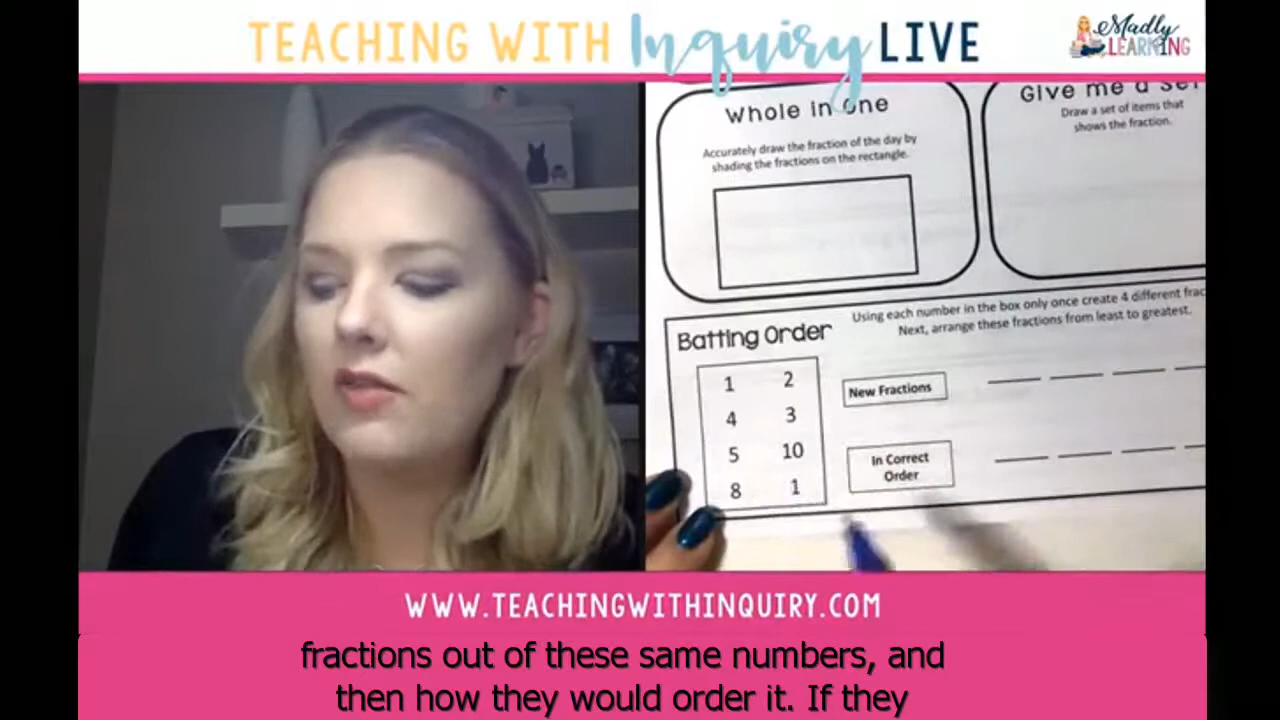 TEACHING WITH Inquiry LIVE
Madly
LEARNING
Whole in One
Accurately draw the fraction of the day by
shading the fractions on the rectangle.
Give me a Set
Draw a set of items that
shows the fraction.
Batting Order
1 2
4 3
5 10
8 1
Using each number in the box only once create 4 different frac
Next, arrange these fractions from least to greatest.
New Fractions
In Correct
Order
WWW.TEACHINGWITHINQUIRY.COM
fractions out of these same numbers, and
then how they would order it. If they